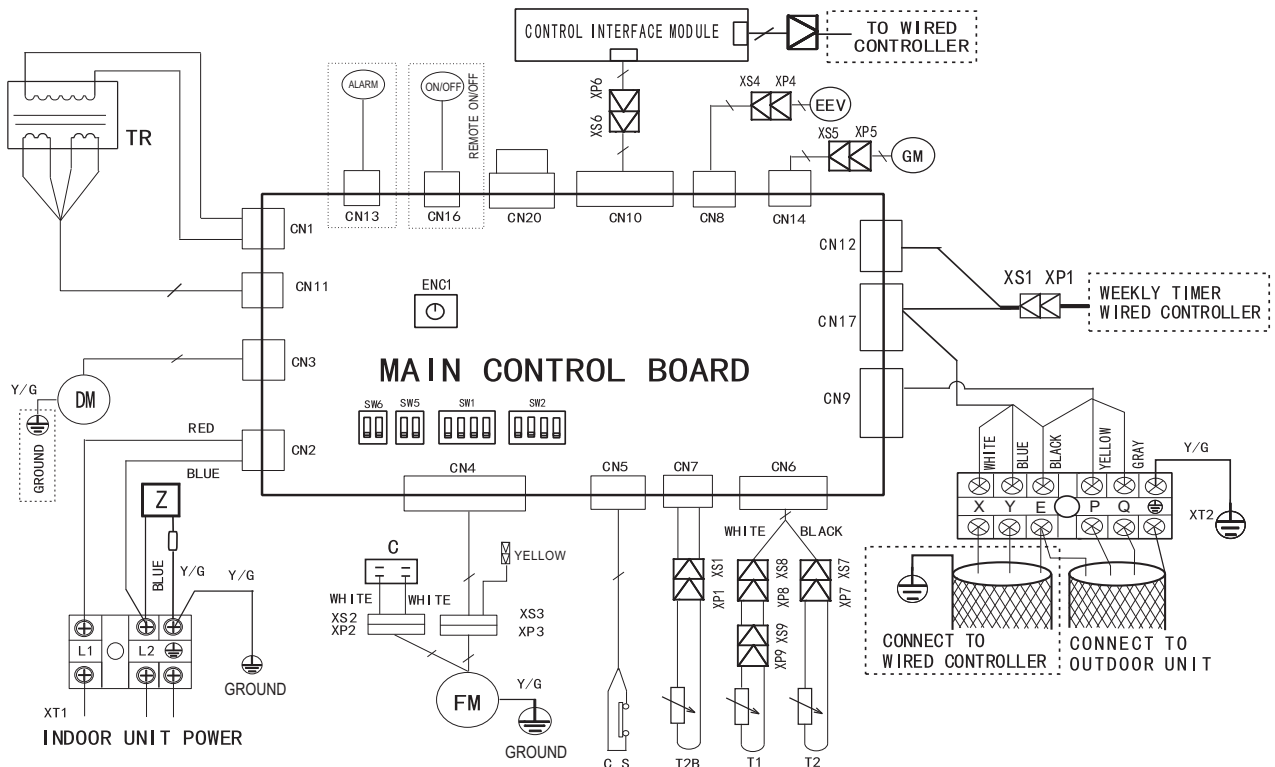 CONTROL INTERFACE MODULE
TO WIRED
CONTROLLER
TR
ALARM
ON/OFF
REMOTE ON/OFF
XP6
XS6
XS4 XP4
EEV
XS5 XP5
GM
CN13
CN16
CN20
CN10
CN8
CN14
CN1
CN12
CN11
ENC1
XS1 XP1
WEEKLY TIMER
WIRED CONTROLLER
CN17
CN3
MAIN CONTROL BOARD
Y/G
DM
CN9
GROUND
SW6
SW5
SW1
SW2
RED
CN2
BLUE
CN4
CN5
CN7
CN6
WHITE
BLUE
BLACK
YELLOW
GRAY
Y/G
Z
X Y E P Q
XT2
BLUE
Y/G
Y/G
C
YELLOW
WHITE
BLACK
WHITE
WHITE
XS2
XP2
XS3
XP3
XP1 XS1
XP8 XS8
XP7 XS7
XP9 XS9
L1
L2
GROUND
CONNECT TO
WIRED CONTROLLER
CONNECT TO
OUTDOOR UNIT
FM
Y/G
GROUND
XT1
INDOOR UNIT POWER
C S
T2B
T1
T2